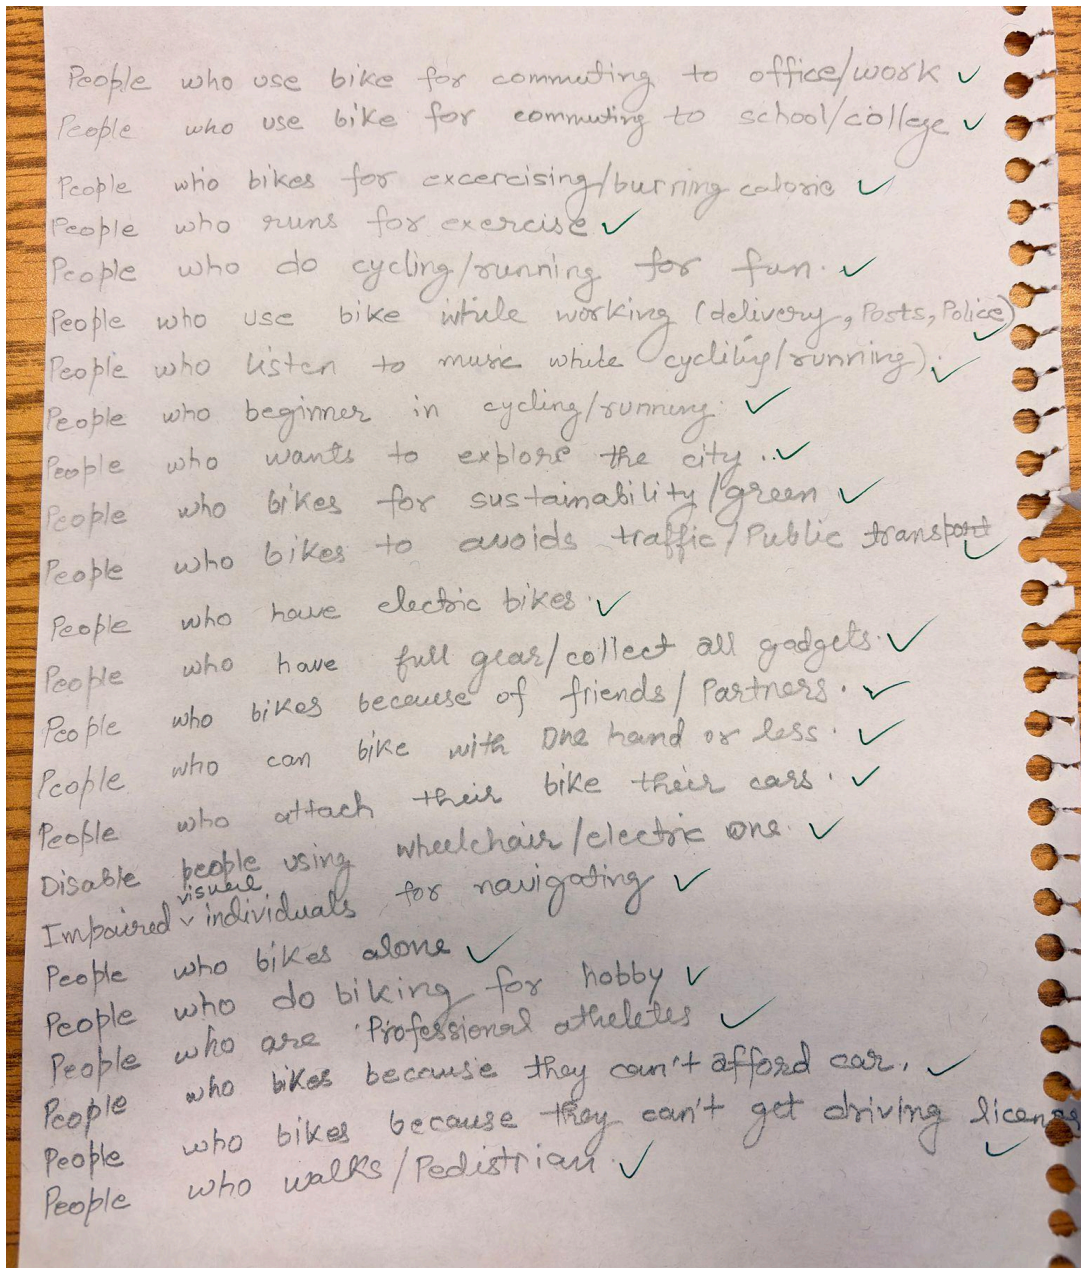 People who use bike for commuting to office/work ✓
People who use bike for commuting to school/college ✓
People who bikes for excercising/burning calorie ✓
People who runs for exercise ✓
People who do cycling/running for fun. ✓
People who use bike while working (delivery, Posts, Police) ✓
People who listen to music while cycliling/running). ✓
People who beginner in cycling/running. ✓
People who wants to explore the city .. ✓
People who bikes for sustainability/green ✓
People who bikes to avoids traffic/Public transport ✓
People who have electric bikes. ✓
People who have full gear/collect all gadgets. ✓
People who bikes because of friends/Partners. ✓
People who can bike with one hand or less. ✓
People who attach their bike their cars. ✓
Disable people using wheelchair/electric one. ✓
Impaired visual individuals for navigating ✓
People who bikes alone ✓
People who do biking for hobby ✓
People who are Professional atheletes ✓
People who bikes because they can't afford car. ✓
People who bikes because they can't get driving license ✓
People who walks/Pedistrian. ✓